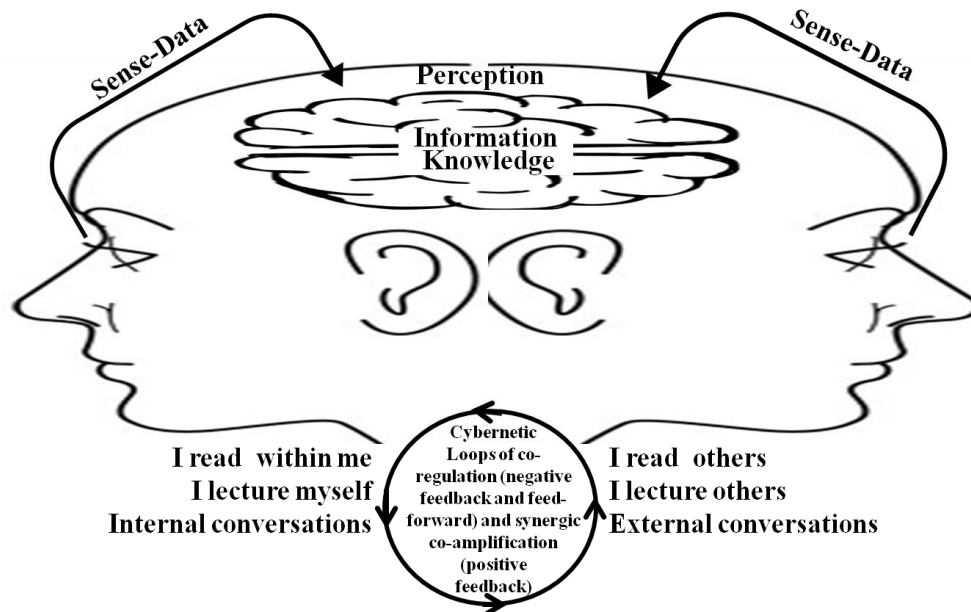 Sense-Data
Sense-Data
Perception
Information
Knowledge
I read within me
I lecture myself
Internal conversations
Cybernetic
Loops of co-
regulation (negative
feedback and feed-
forward) and synergic
co-amplification
(positive
feedback)
I read others
I lecture others
External conversations